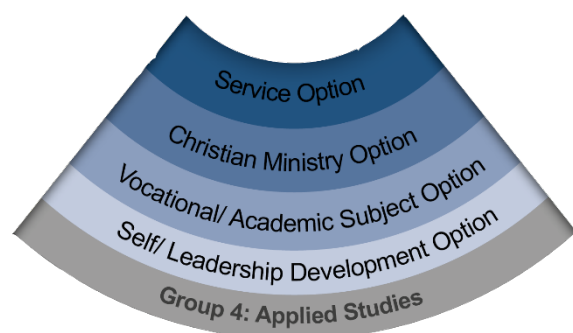 Service Option
Christian Ministry Option
Vocational/ Academic Subject Option
Self/ Leadership Development Option
Group 4: Applied Studies